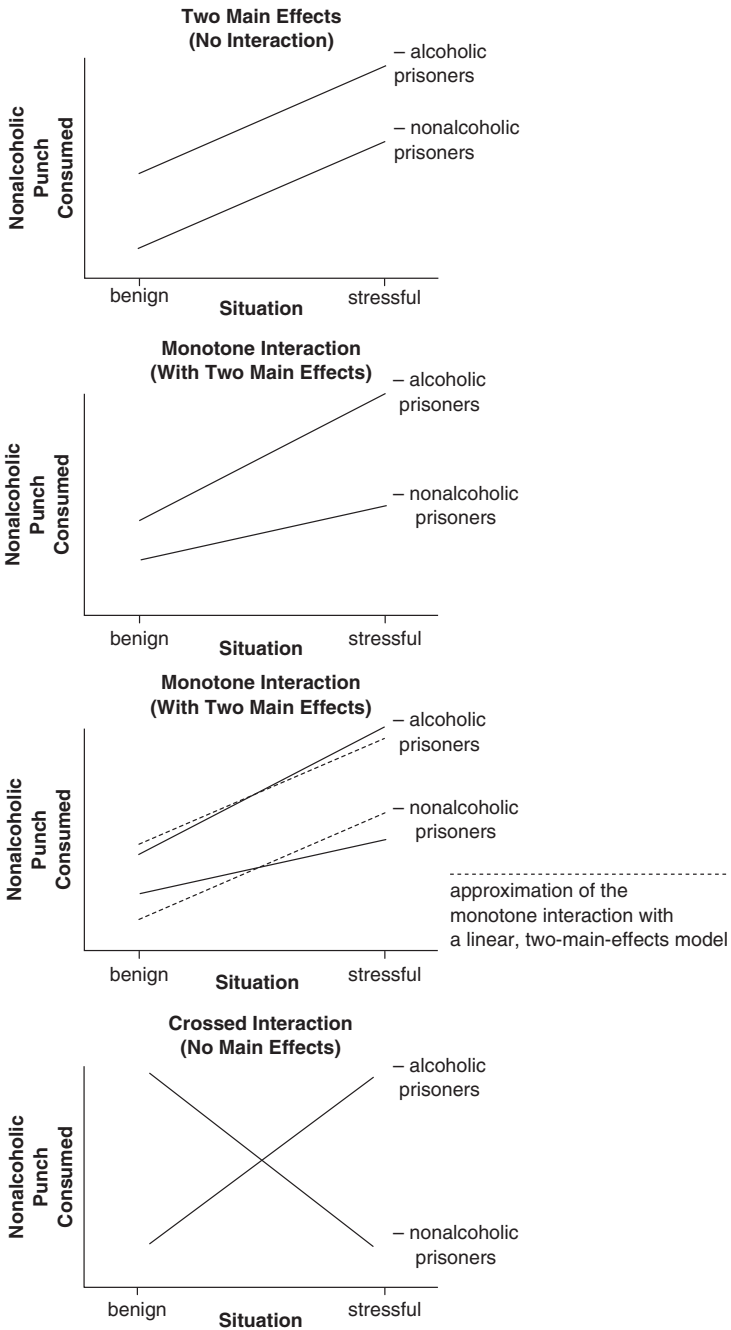 Two Main Effects
(No Interaction)
– alcoholic
prisoners
– nonalcoholic
prisoners
Nonalcoholic
Punch
Consumed
benign
stressful
Situation
Monotone Interaction
(With Two Main Effects)
– alcoholic
prisoners
– nonalcoholic
prisoners
Nonalcoholic
Punch
Consumed
benign
stressful
Situation
Monotone Interaction
(With Two Main Effects)
– alcoholic
prisoners
– nonalcoholic
prisoners
Nonalcoholic
Punch
Consumed
approximation of the
monotone interaction with
a linear, two-main-effects model
benign
stressful
Situation
Crossed Interaction
(No Main Effects)
– alcoholic
prisoners
– nonalcoholic
prisoners
Nonalcoholic
Punch
Consumed
benign
stressful
Situation